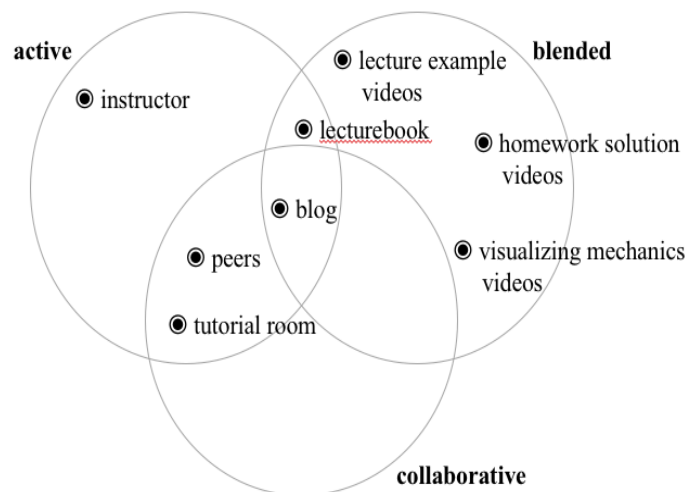 active
blended
lecture example
videos
instructor
lecturebook
homework solution
videos
blog
peers
visualizing mechanics
videos
tutorial room
collaborative